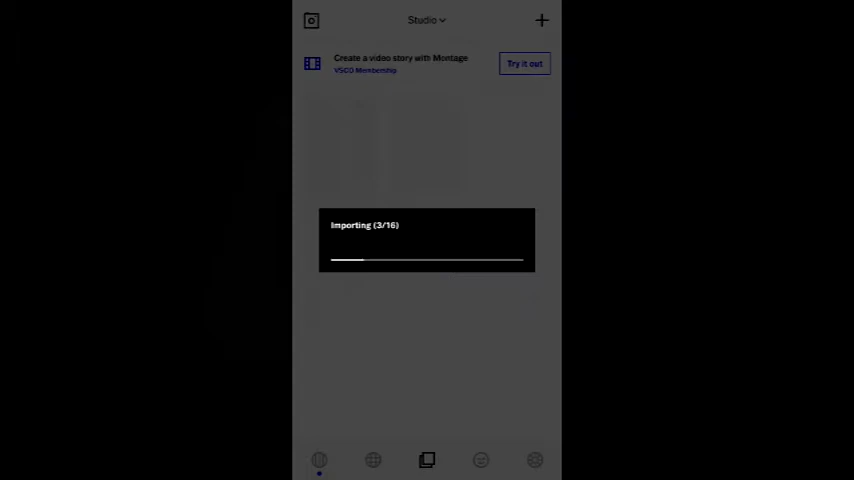 Studio
Create a video story with Montage
VSCO Membership
Try it out
Importing (3/16)